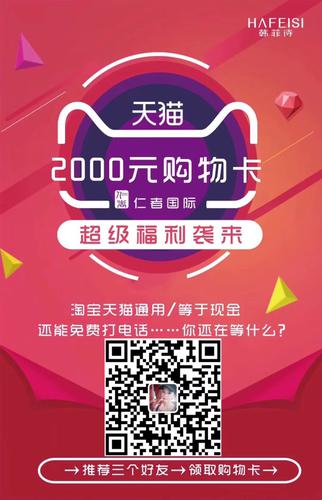 HAFEISI
韩菲诗
天猫
2000元购物卡
仁者国际
超级福利袭来
淘宝天猫通用/等于现金
还能免费打电话……你还在等什么?
→推荐三个好友→领取购物卡→